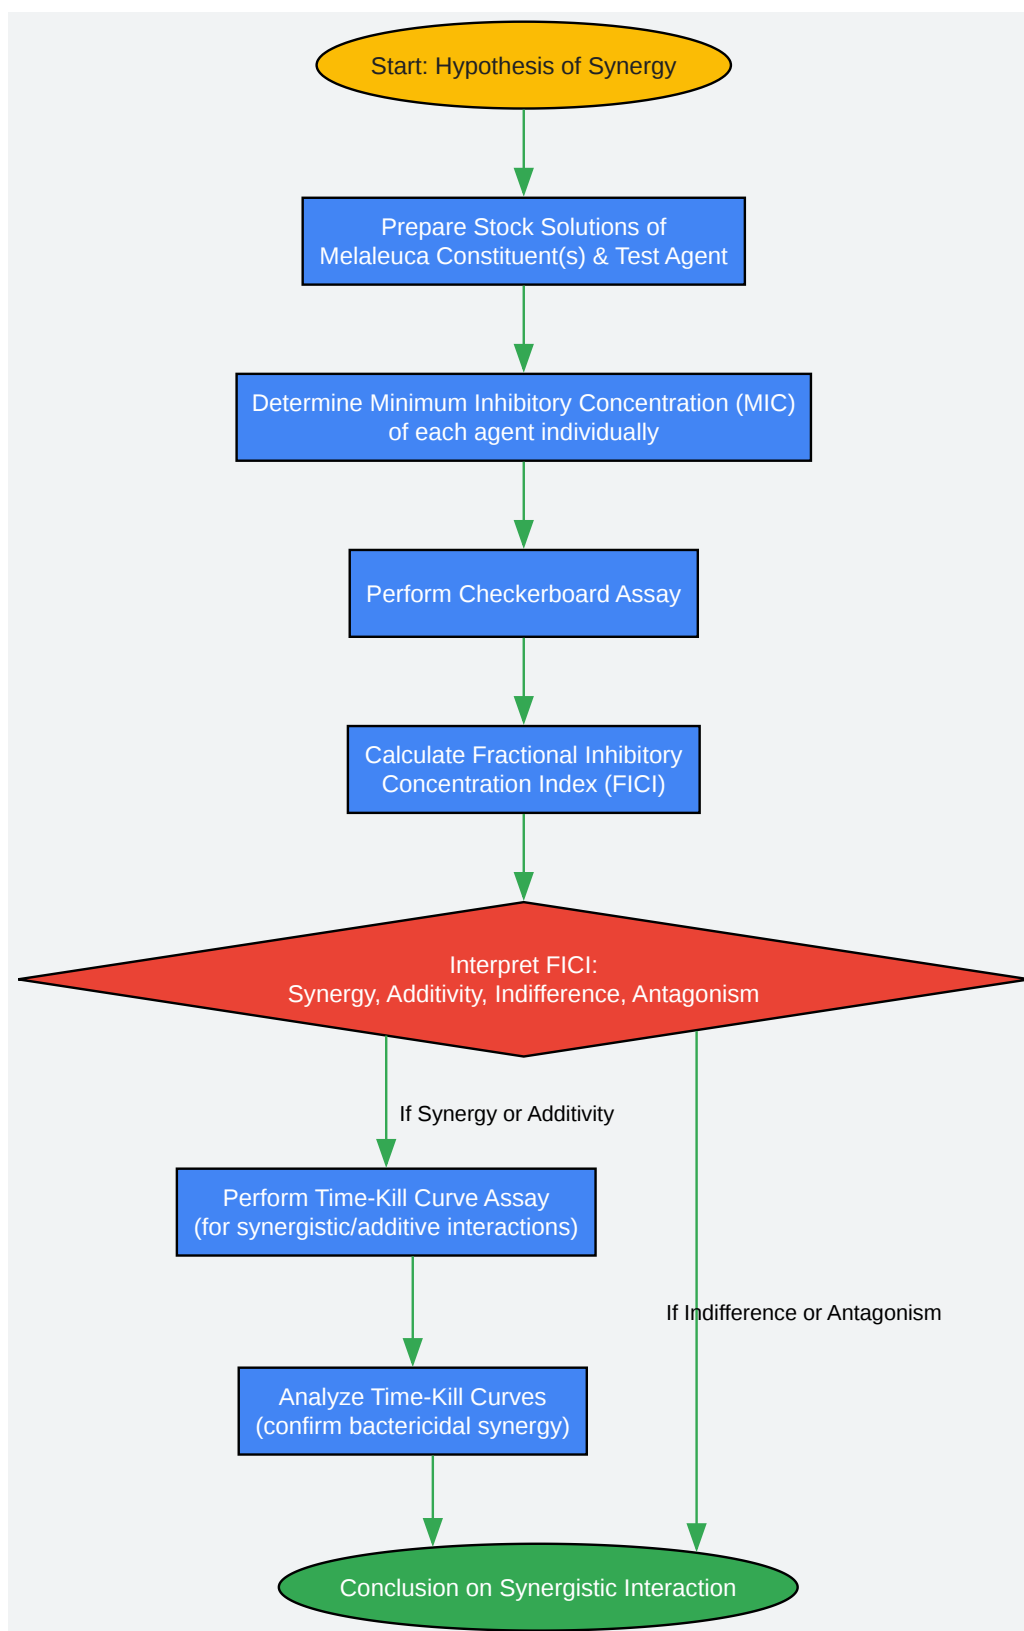 Start: Hypothesis of Synergy
Prepare Stock Solutions of
Melaleuca Constituent(s) & Test Agent
Determine Minimum Inhibitory Concentration (MIC)
of each agent individually
Perform Checkerboard Assay
Calculate Fractional Inhibitory
Concentration Index (FICI)
Interpret FICI:
Synergy, Additivity, Indifference, Antagonism
If Synergy or Additivity
Perform Time-Kill Curve Assay
(for synergistic/additive interactions)
If Indifference or Antagonism
Analyze Time-Kill Curves
(confirm bactericidal synergy)
Conclusion on Synergistic Interaction